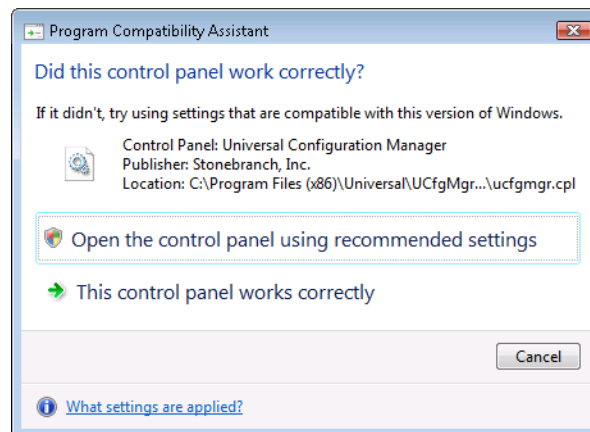 Program Compatibility Assistant
Did this control panel work correctly?
If it didn't, try using settings that are compatible with this version of Windows.
Control Panel: Universal Configuration Manager
Publisher: Stonebranch, Inc.
Location: C:\Program Files (x86)\Universal\UCfgMgr...\ucfgmgr.cpl
Open the control panel using recommended settings
This control panel works correctly
Cancel
What settings are applied?